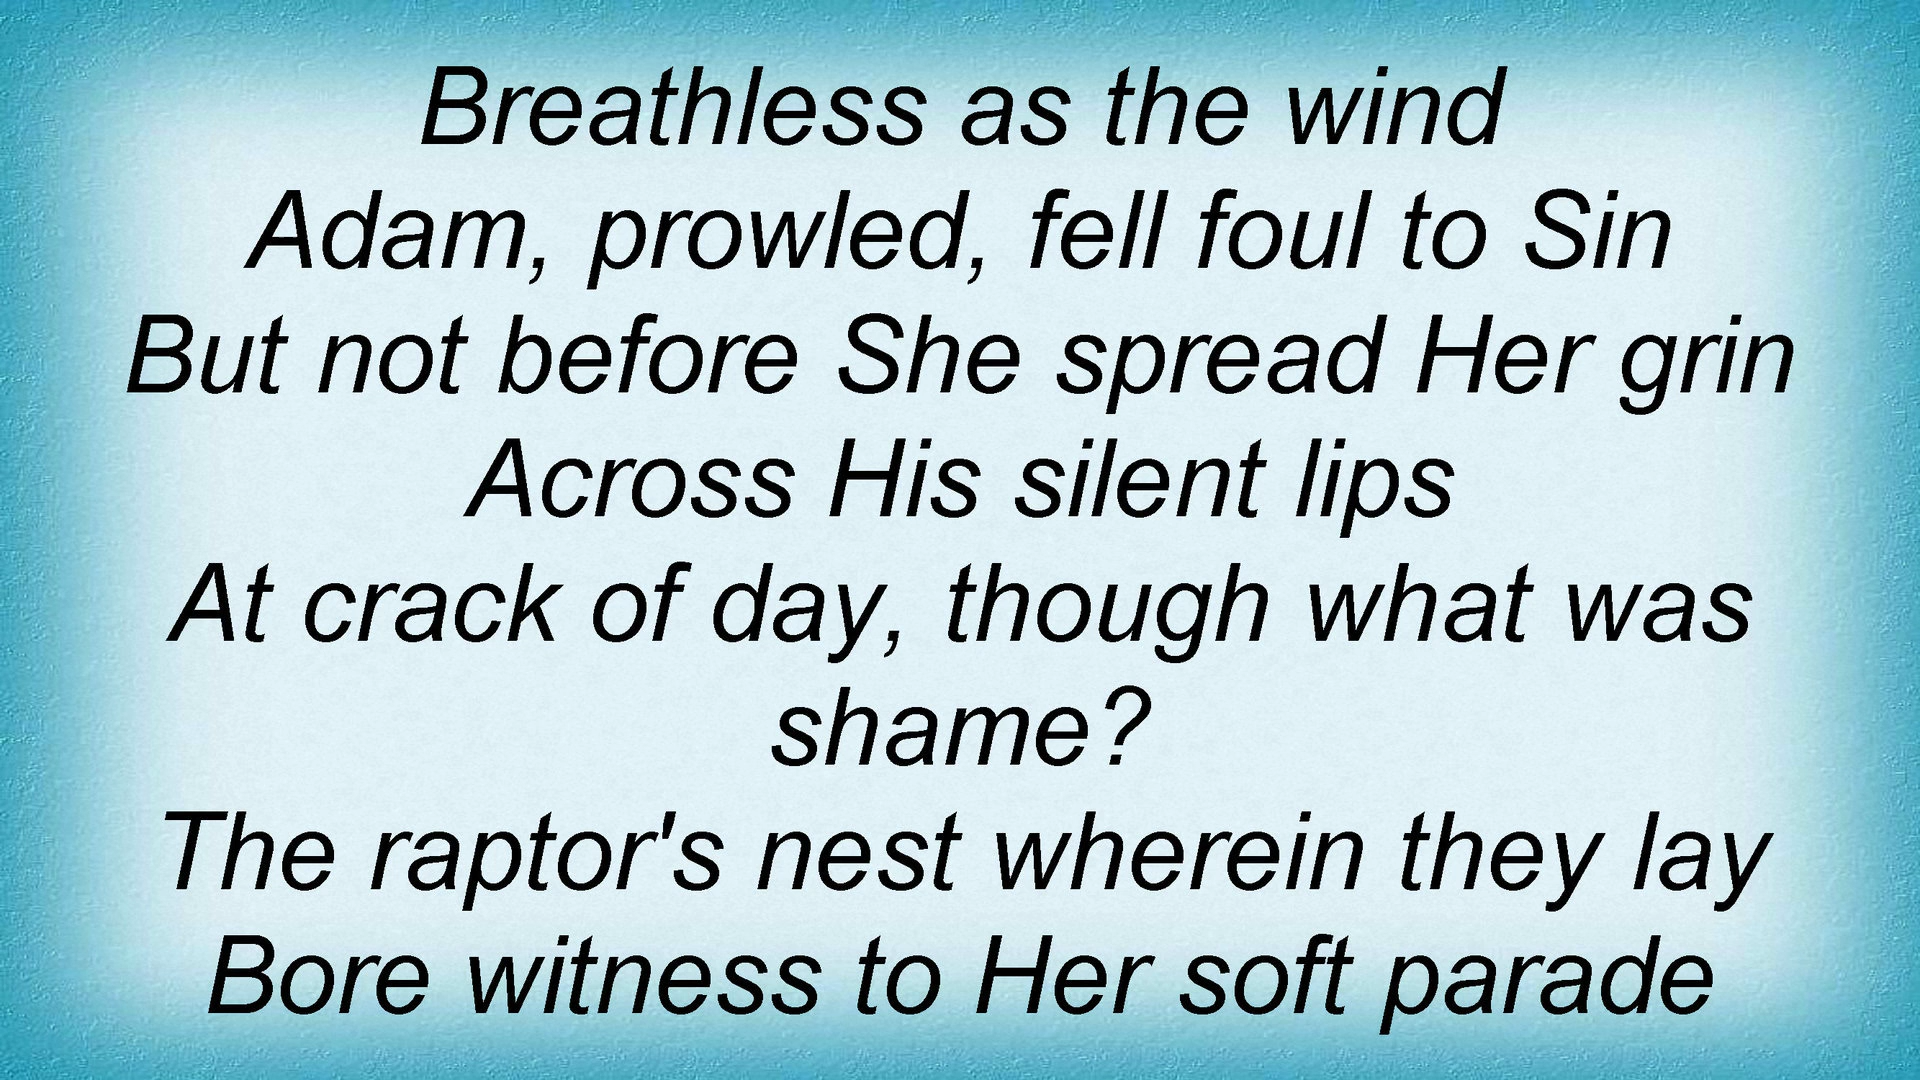 Breathless as the wind
Adam, prowled, fell foul to Sin
But not before She spread Her grin
Across His silent lips
At crack of day, though what was
shame?
The raptor's nest wherein they lay
Bore witness to Her soft parade